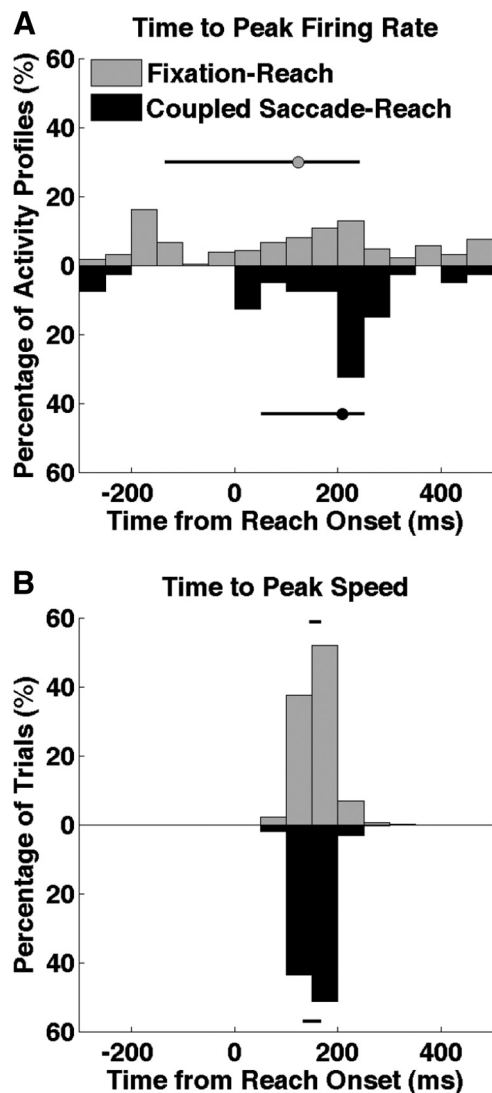 A
Time to Peak Firing Rate
Percentage of Activity Profiles (%)
60
40
20
0
20
40
60
Fixation-Reach
Coupled Saccade-Reach
-200 0 200 400
Time from Reach Onset (ms)
B
Time to Peak Speed
Percentage of Trials (%)
60
40
20
0
20
40
60
-200 0 200 400
Time from Reach Onset (ms)